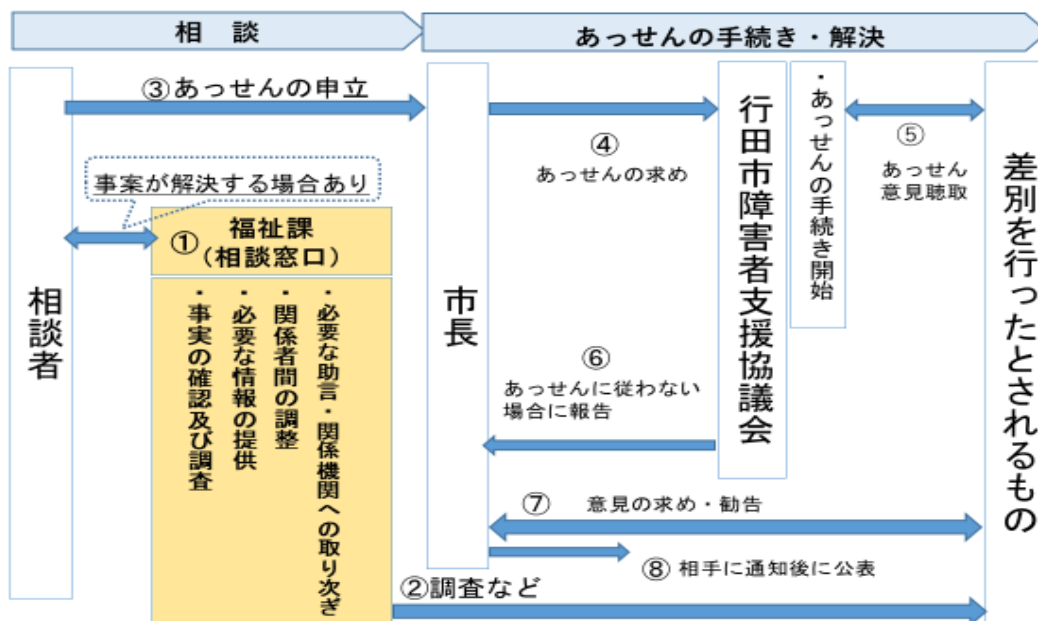 相 談
あっせんの手続き・解決
相談者
③あっせんの申立
事案が解決する場合あり
①
福祉課
(相談窓口)
・必要な助言・関係機関への取り次ぎ
・関係者間の調整
・必要な情報の提供
・事実の確認及び調査
②調査など
市長
④
あっせんの求め
行田市障害者支援協議会
・あっせんの手続き開始
⑤
あっせん
意見聴取
⑥
あっせんに従わない
場合に報告
⑦ 意見の求め・勧告
⑧ 相手に通知後に公表
差別を行ったとされるもの